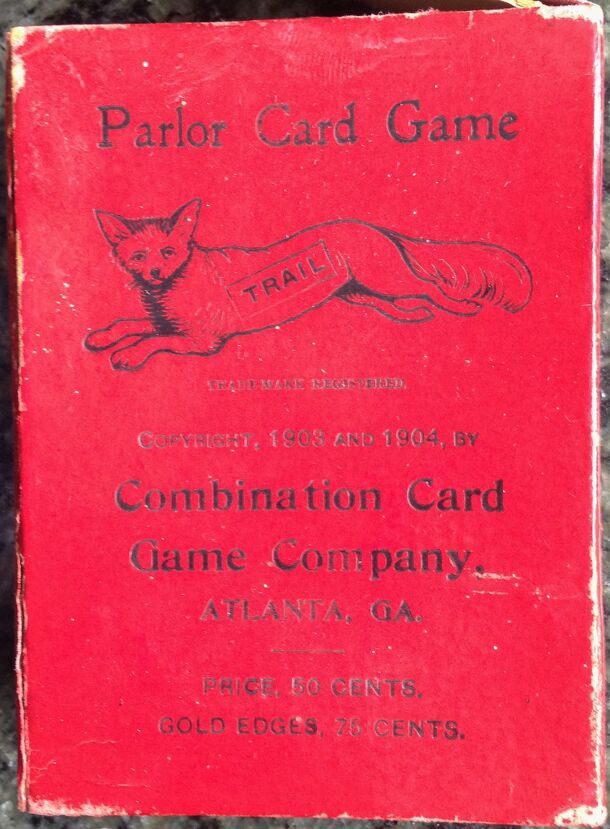 Parlor Card Game
TRAIL
TRADE MARK REGISTERED.
COPYRIGHT, 1903 AND 1904, BY
Combination Card
Game Company,
ATLANTA, GA.
PRICE, 50 CENTS.
GOLD EDGES, 75 CENTS.